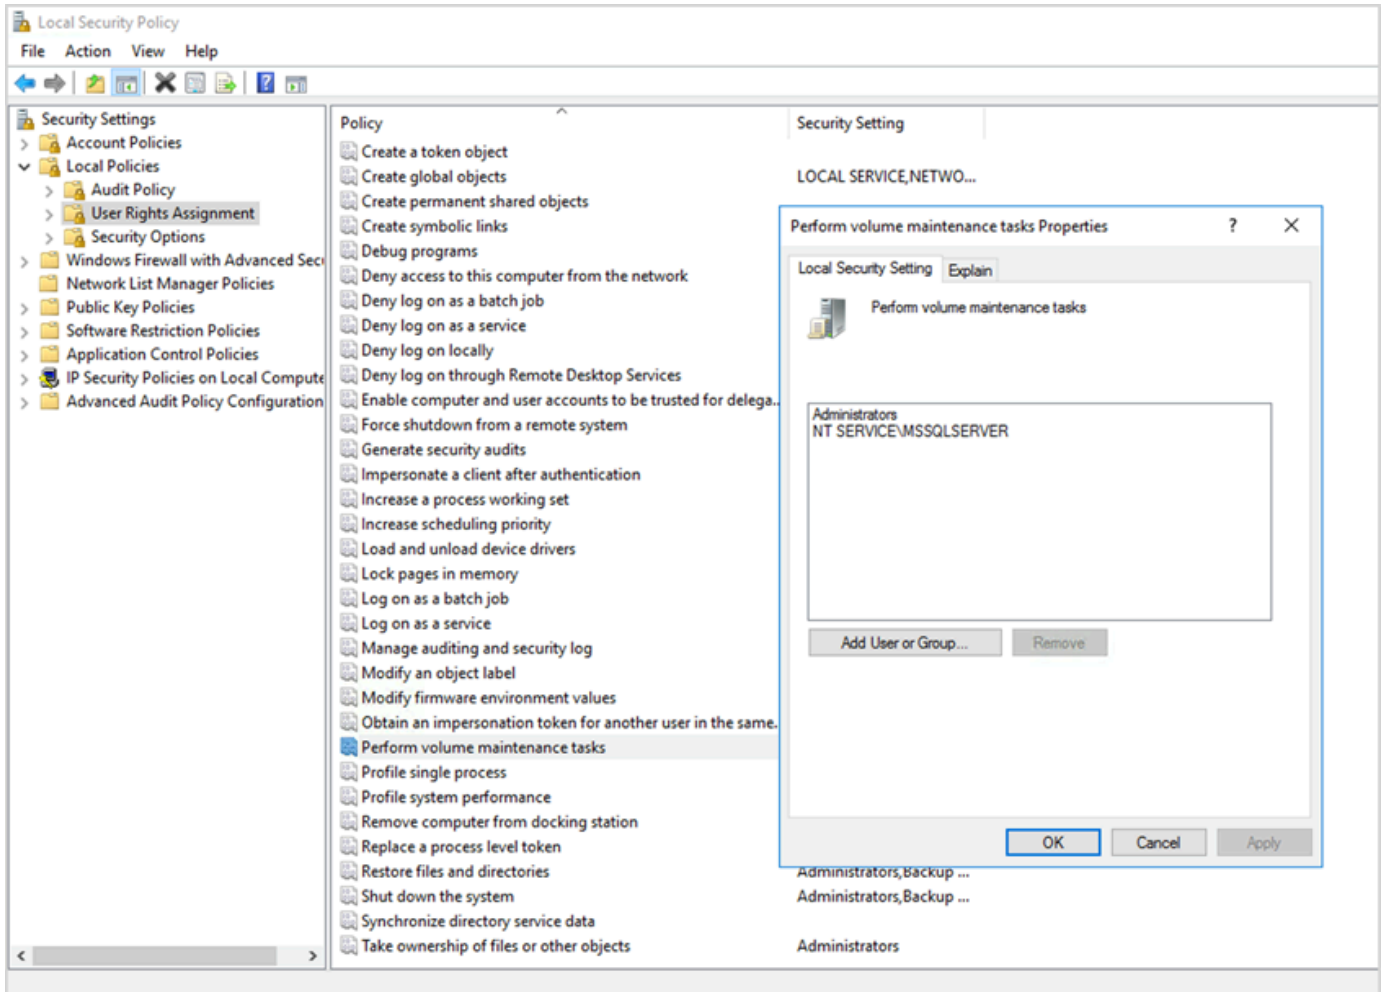 Local Security Policy
File Action View Help
Security Settings
Account Policies
Local Policies
Audit Policy
User Rights Assignment
Security Options
Windows Firewall with Advanced Secu
Network List Manager Policies
Public Key Policies
Software Restriction Policies
Application Control Policies
IP Security Policies on Local Compute
Advanced Audit Policy Configuration
Policy Security Setting
Create a token object
Create global objects LOCAL SERVICE,NETWO...
Create permanent shared objects
Create symbolic links
Debug programs
Deny access to this computer from the network
Deny log on as a batch job
Deny log on as a service
Deny log on locally
Deny log on through Remote Desktop Services
Enable computer and user accounts to be trusted for delega...
Force shutdown from a remote system
Generate security audits
Impersonate a client after authentication
Increase a process working set
Increase scheduling priority
Load and unload device drivers
Lock pages in memory
Log on as a batch job
Log on as a service
Manage auditing and security log
Modify an object label
Modify firmware environment values
Obtain an impersonation token for another user in the same.
Perform volume maintenance tasks
Profile single process
Profile system performance
Remove computer from docking station
Replace a process level token
Restore files and directories Administrators,Backup ...
Shut down the system Administrators,Backup ...
Synchronize directory service data
Take ownership of files or other objects Administrators
Perform volume maintenance tasks Properties ?
Local Security Setting Explain
Perform volume maintenance tasks
Administrators
NT SERVICE\MSSQLSERVER
Add User or Group... Remove
OK Cancel Apply